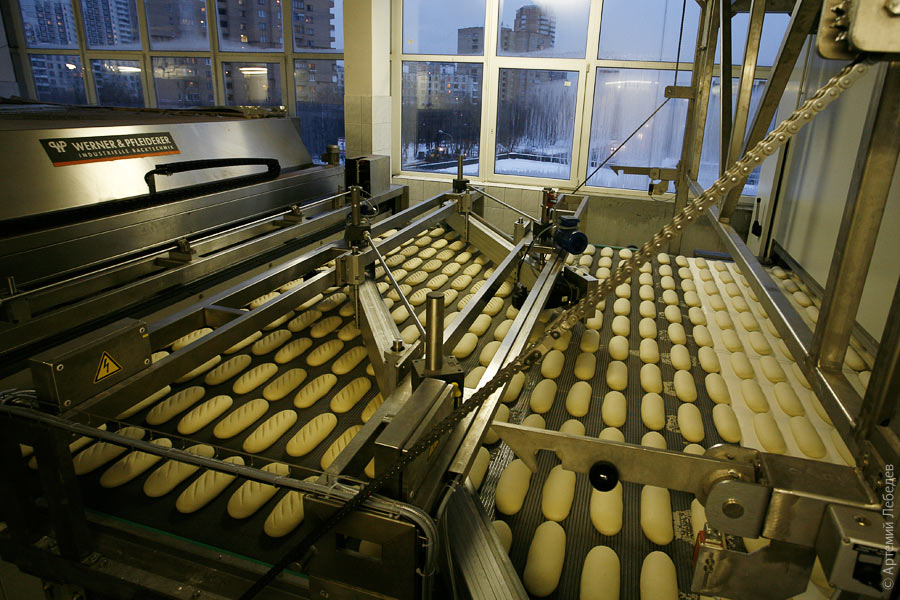 WERNER & PFLEIDERER
INDUSTRIELLE BACKTECHNIK
© Артемий Лебедев